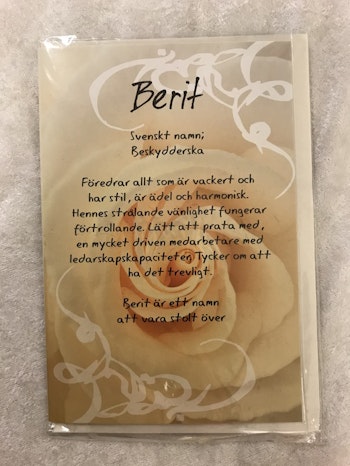 Berit
Svenskt namn;
Beskydderska
Föredrar allt som är vackert och
har stil, är ädel och harmonisk.
Hennes strålande vänlighet fungerar
förtrollande. Lätt att prata med,
en mycket driven medarbetare med
ledarskapskapaciteter. Tycker om att
ha det trevligt.
Berit är ett namn
att vara stolt över